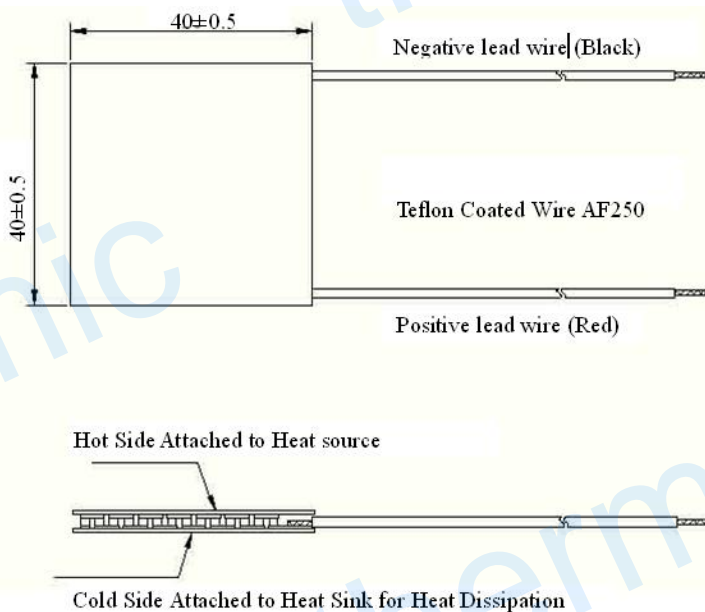 40±0.5
Negative lead wire (Black)
40±0.5
Teflon Coated Wire AF250
Positive lead wire (Red)
Hot Side Attached to Heat source
Cold Side Attached to Heat Sink for Heat Dissipation